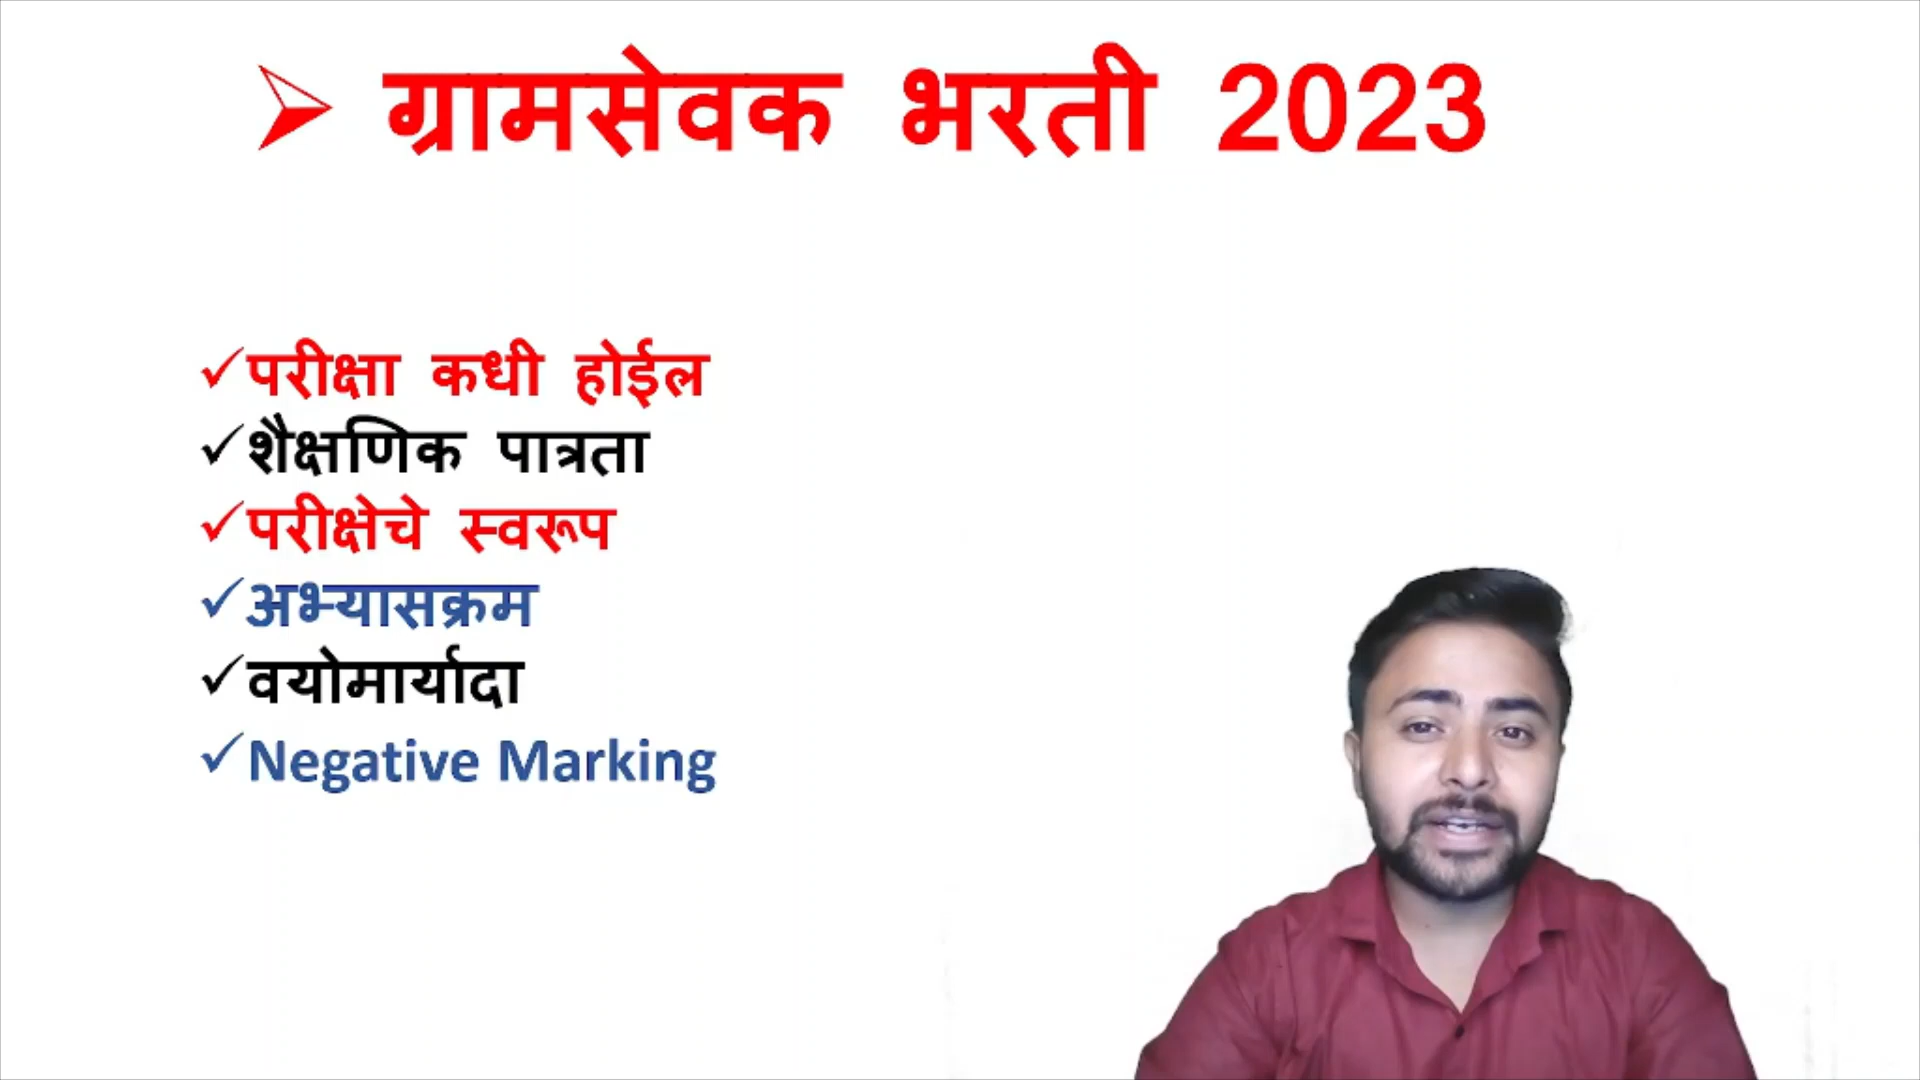 ग्रामसेवक भरती 2023
परीक्षा कधी होईल
शैक्षणिक पात्रता
परीक्षेचे स्वरूप
अभ्यासक्रम
वयोमार्यादा
Negative Marking